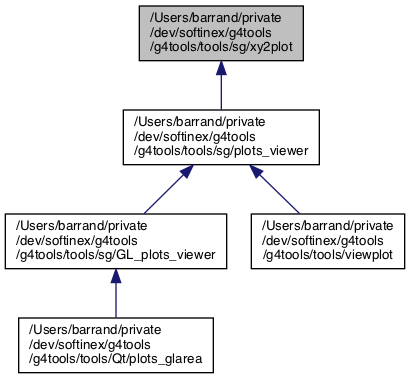 /Users/barrand/private
/dev/softinex/g4tools
/g4tools/tools/sg/xy2plot
/Users/barrand/private
/dev/softinex/g4tools
/g4tools/tools/sg/plots_viewer
/Users/barrand/private
/dev/softinex/g4tools
/g4tools/tools/sg/GL_plots_viewer
/Users/barrand/private
/dev/softinex/g4tools
/g4tools/tools/viewplot
/Users/barrand/private
/dev/softinex/g4tools
/g4tools/tools/Qt/plots_glarea